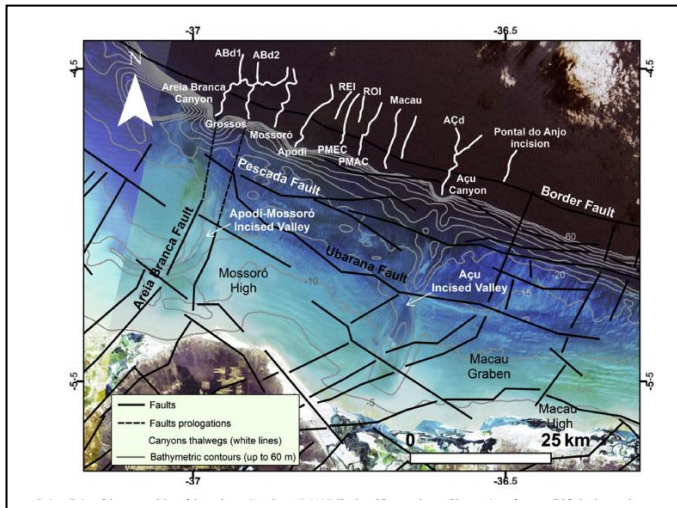 -37
-36.5
-4.5
-4.5
N
ABd1
ABd2
Areia Branca
Canyon
REI
ROI
Macau
AÇd
Pontal do Anjo
incision
Grossos
Mossoró
Apodi
PMEC
PMAC
Açu
Canyon
Pescada Fault
Border Fault
-60
Apodi-Mossoró
Incised Valley
Areia Branca Fault
Ubarana Fault
Açu
Incised Valley
-20
-15
-10
Mossoró
High
Macau
Graben
-5
-5.5
-5.5
Macau
High
Faults
Faults prologations
Canyons thalwegs (white lines)
Bathymetric contours (up to 60 m)
0
25 km
-37
-36.5